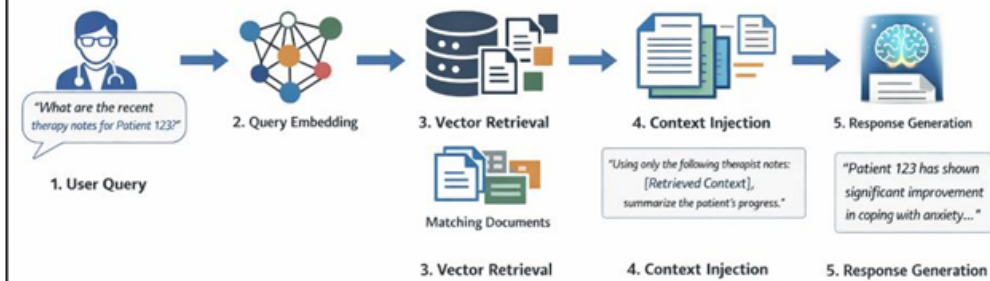 "What are the recent
therapy notes for Patient 123?"
1. User Query
2. Query Embedding
3. Vector Retrieval
Matching Documents
3. Vector Retrieval
4. Context Injection
"Using only the following therapist notes:
[Retrieved Context],
summarize the patient's progress."
4. Context Injection
5. Response Generation
"Patient 123 has shown
significant improvement
in coping with anxiety..."
5. Response Generation